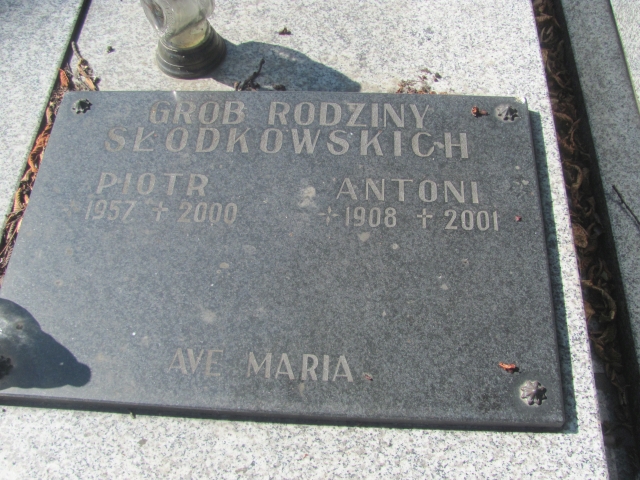 GRÓB RODZINY
SŁODKOWSKICH
PIOTR ANTONI
1957 + 2000 + 1908 + 2001
AVE MARIA